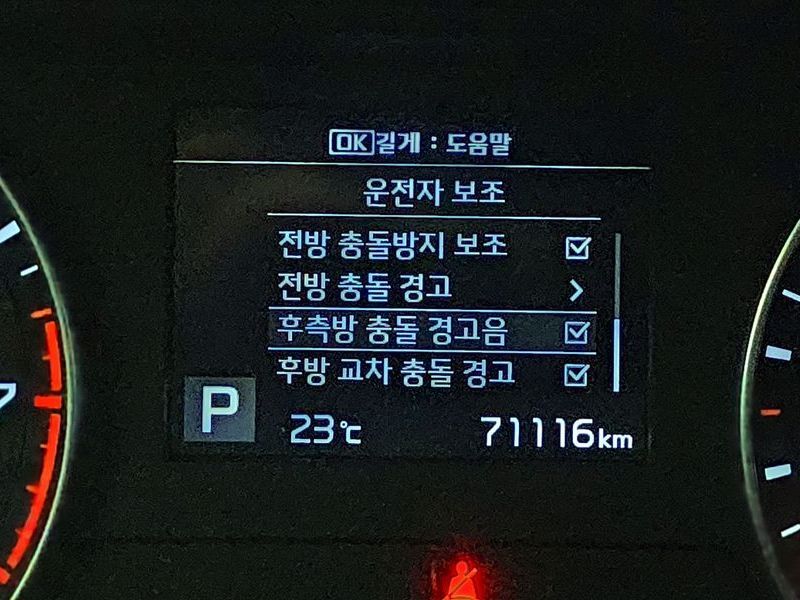 OK길게 : 도움말
운전자 보조
전방 충돌방지 보조
전방 충돌 경고
후측방 충돌 경고음
후방 교차 충돌 경고
P 23℃ 71116km